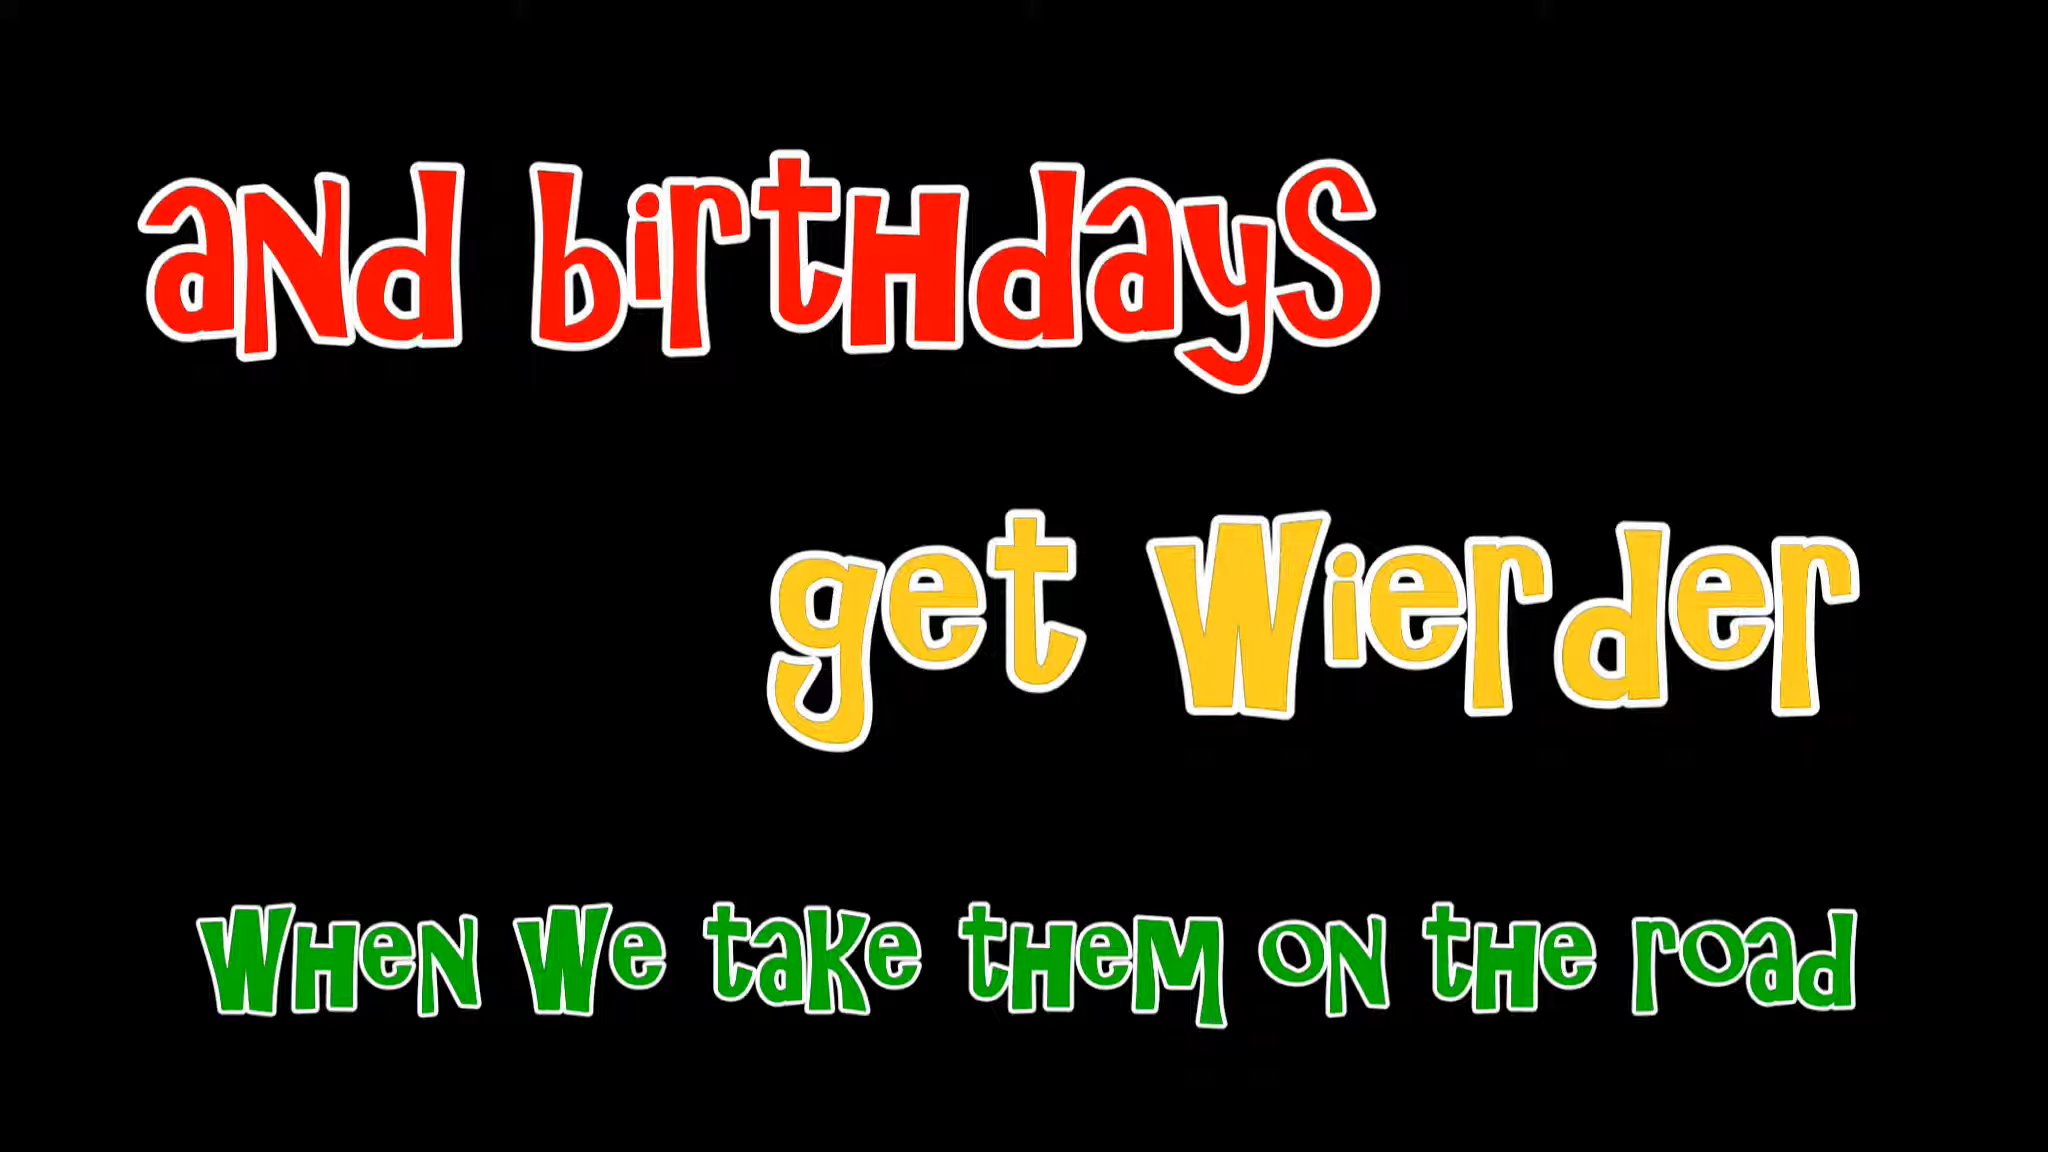 and birthdays
get Wierder
When We take them on the road